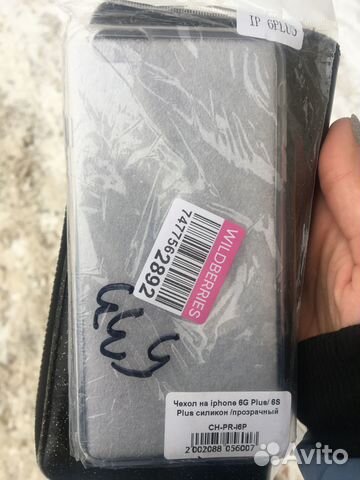 IP 6PLUS
WILDBERRIES
7477562892
Чехол на iphone 6G Plus/ 6S
Plus силикон /прозрачный
CH-PR-I6P
2 002088 056007
Avito